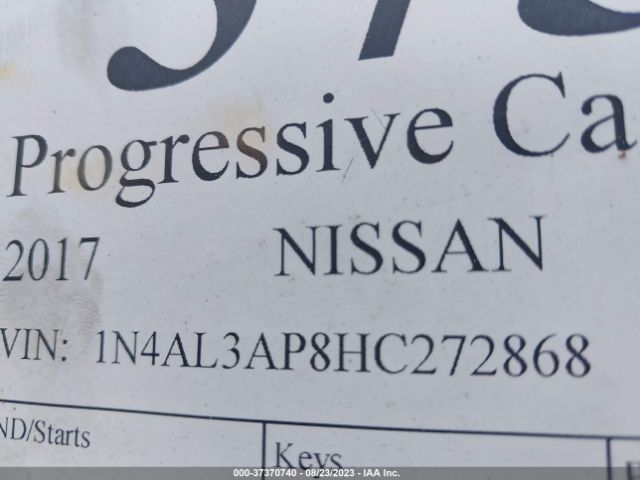 Progressive Ca
2017 NISSAN
VIN: 1N4AL3AP8HC272868
ND/Starts
Keys
000-37370740 | 08/23/2023 | IAA Inc.